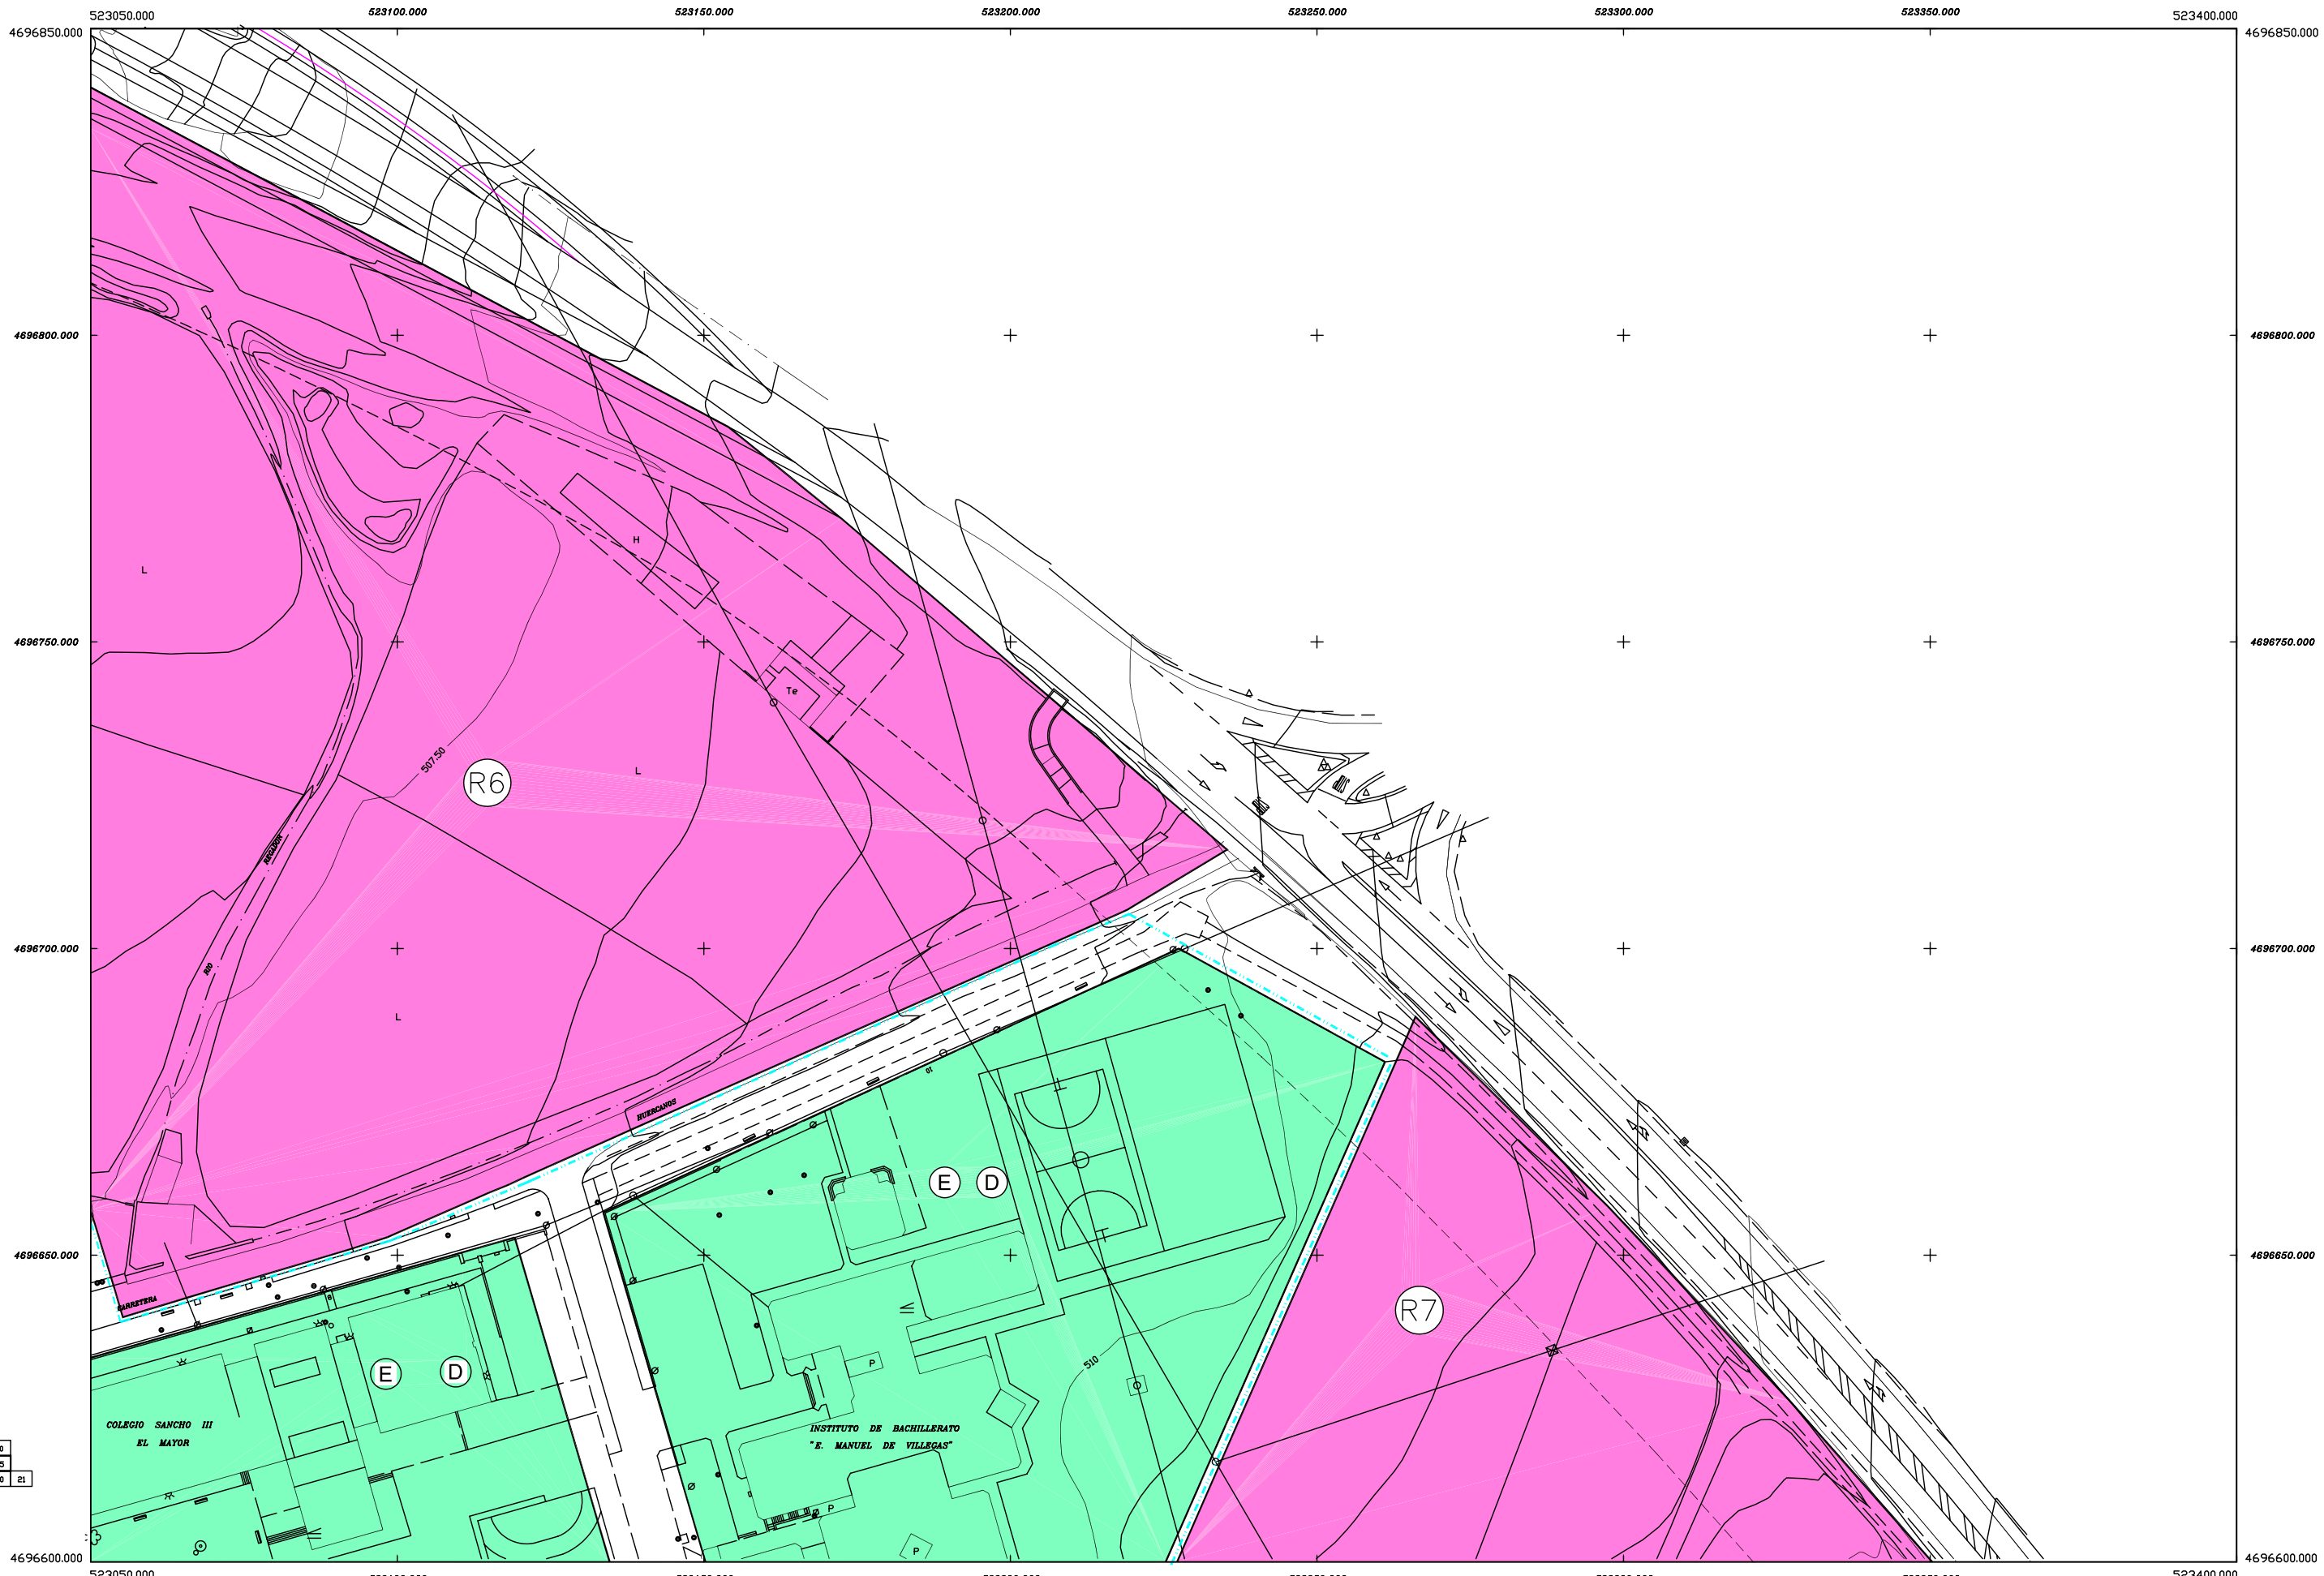 523050.000
523100.000
523150.000
523200.000
523250.000
523300.000
523350.000
523400.000
4696850.000
4696850.000
4696800.000
4696800.000
H
L
4696750.000
4696750.000
Te
507.50
L
R6
REGADOR
4696700.000
4696700.000
RIO
L
HUERCANOS
01
E D
4696650.000
4696650.000
CARRETERA
R7
510
P
E D
COLEGIO SANCHO III
EL MAYOR
INSTITUTO DE BACHILLERATO
"E. MANUEL DE VILLEGAS"
21
P
P
4696600.000
4696600.000
523050.000
523400.000